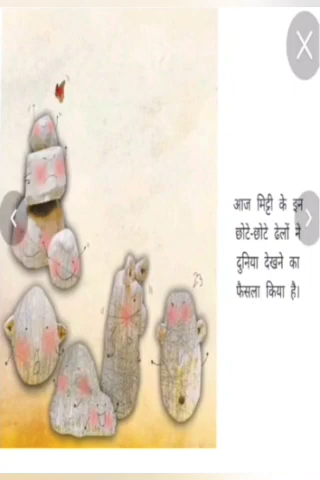 आज मिट्टी के इन
छोटे-छोटे ढेलों ने
दुनिया देखने का
फैसला किया है।